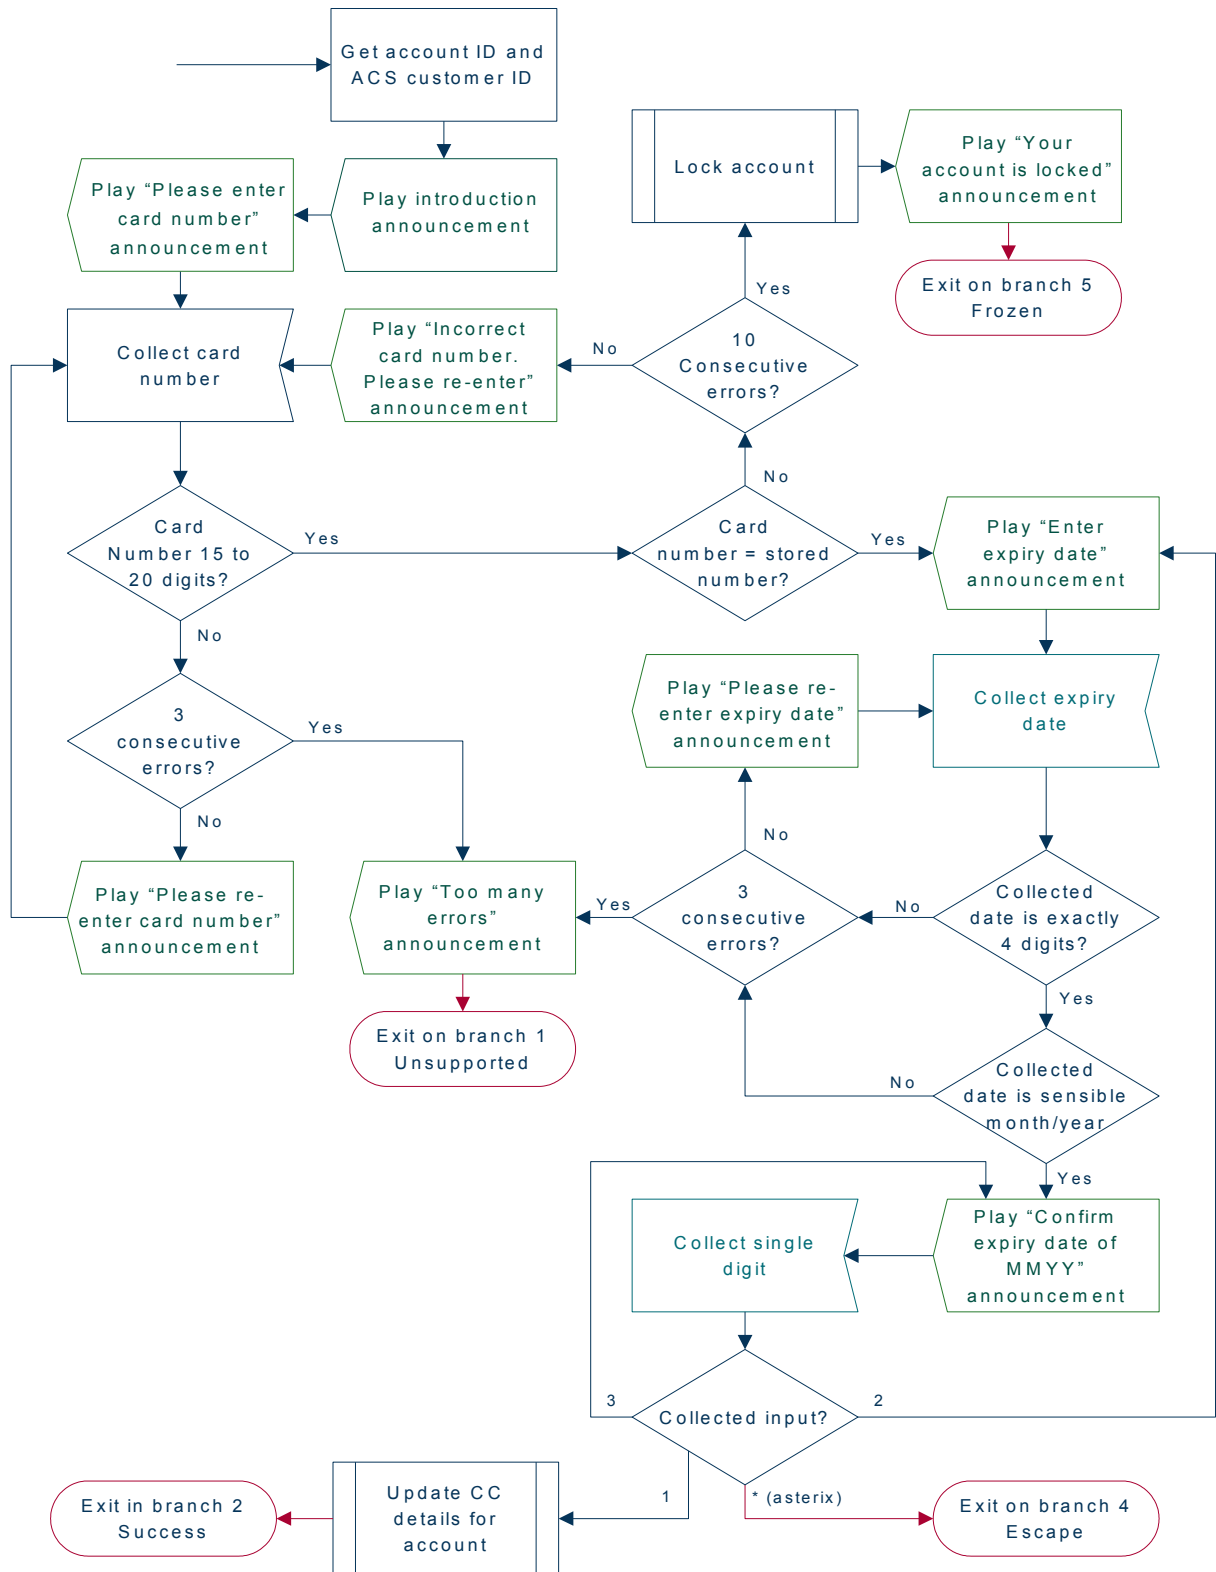 Get account ID and
ACS customer ID
Play “Please enter
card number”
announcement
Play introduction
announcement
Lock account
Play “Your
account is locked”
announcement
Exit on branch 5
Frozen
Yes
Collect card
number
Play “Incorrect
card number.
Please re-enter”
announcement
No
10
Consecutive
errors?
No
Card
Number 15 to
20 digits?
Yes
Card
number = stored
number?
Yes
Play “Enter
expiry date”
announcement
No
3
consecutive
errors?
Yes
Play “Please re-
enter expiry date”
announcement
Collect expiry
date
No
No
Play “Please re-
enter card number”
announcement
Play “Too many
errors”
announcement
Yes
3
consecutive
errors?
No
Collected
date is exactly
4 digits?
Yes
Exit on branch 1
Unsupported
No
Collected
date is sensible
month/year
Yes
Collect single
digit
Play “Confirm
expiry date of
MMYY”
announcement
3
Collected input?
2
Exit in branch 2
Success
Update CC
details for
account
1
* (asterix)
Exit on branch 4
Escape